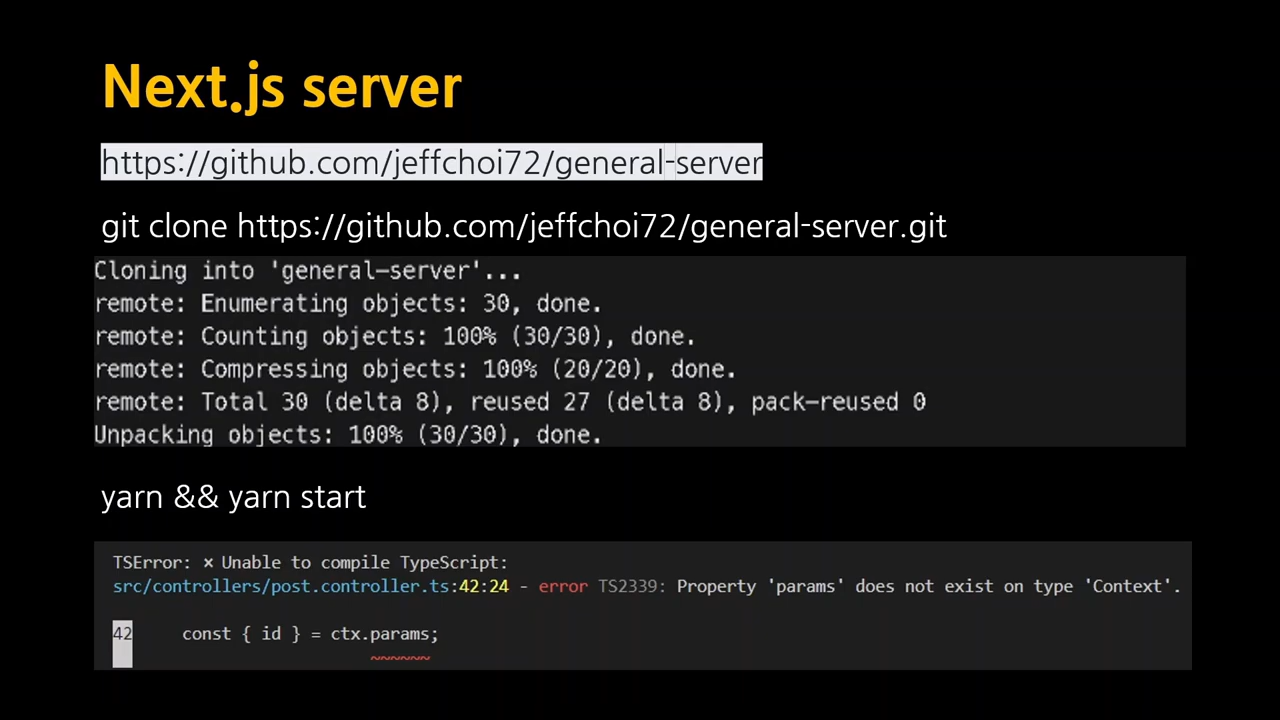 Next.js server
https://github.com/jeffchoi72/general-server
git clone https://github.com/jeffchoi72/general-server.git
Cloning into 'general-server'...
remote: Enumerating objects: 30, done.
remote: Counting objects: 100% (30/30), done.
remote: Compressing objects: 100% (20/20), done.
remote: Total 30 (delta 8), reused 27 (delta 8), pack-reused 0
Unpacking objects: 100% (30/30), done.
yarn && yarn start
TSError: ⨯ Unable to compile TypeScript:
src/controllers/post.controller.ts:42:24 - error TS2339: Property 'params' does not exist on type 'Context'.
42 const { id } = ctx.params;
~~~~~~